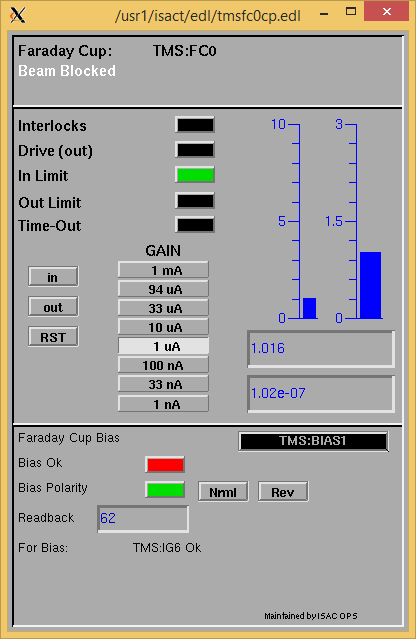 /usr1/isact/edl/tmsfc0cp.edl
Faraday Cup: TMS:FC0
Beam Blocked
Interlocks
Drive (out)
In Limit
Out Limit
Time-Out
10
5
0
3
1.5
0
GAIN
1 mA
94 uA
33 uA
10 uA
1 uA
100 nA
33 nA
1 nA
in
out
RST
1.016
1.02e-07
Faraday Cup Bias TMS:BIAS1
Bias Ok
Bias Polarity Nrml Rev
Readback 62
For Bias: TMS:IG6 Ok
Maintained by ISAC OPS